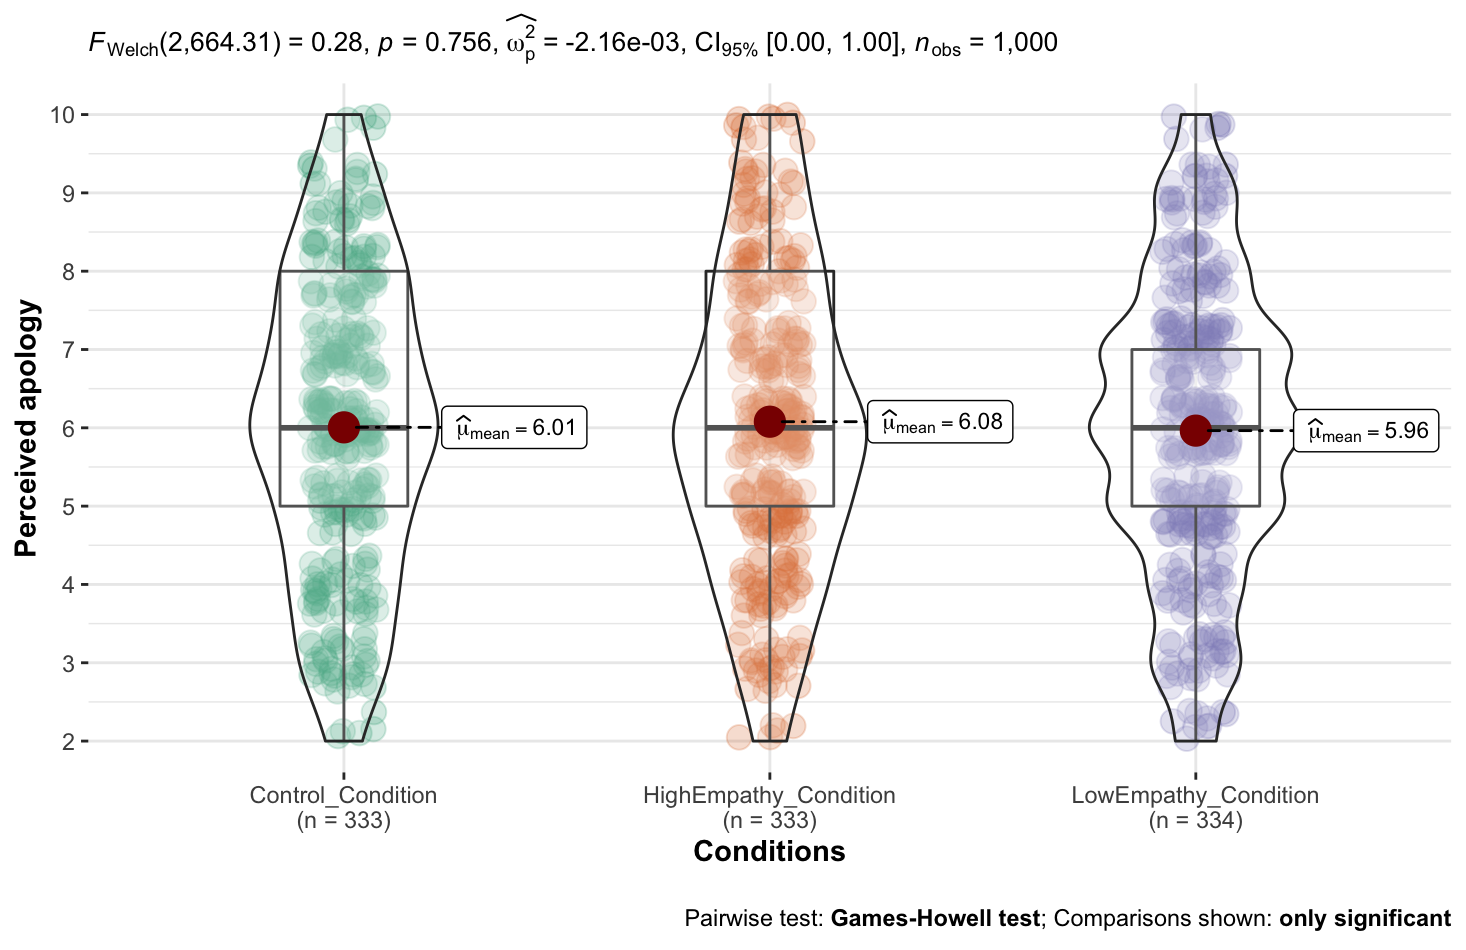 F Welch(2,664.31) = 0.28, p = 0.756, ω̂p² = -2.16e-03, CI95% [0.00, 1.00], nobs = 1,000
Perceived apology
10
9
8
7
6
5
4
3
2
μ̂mean = 6.01
μ̂mean = 6.08
μ̂mean = 5.96
Control_Condition
(n = 333)
HighEmpathy_Condition
(n = 333)
LowEmpathy_Condition
(n = 334)
Conditions
Pairwise test: Games-Howell test; Comparisons shown: only significant